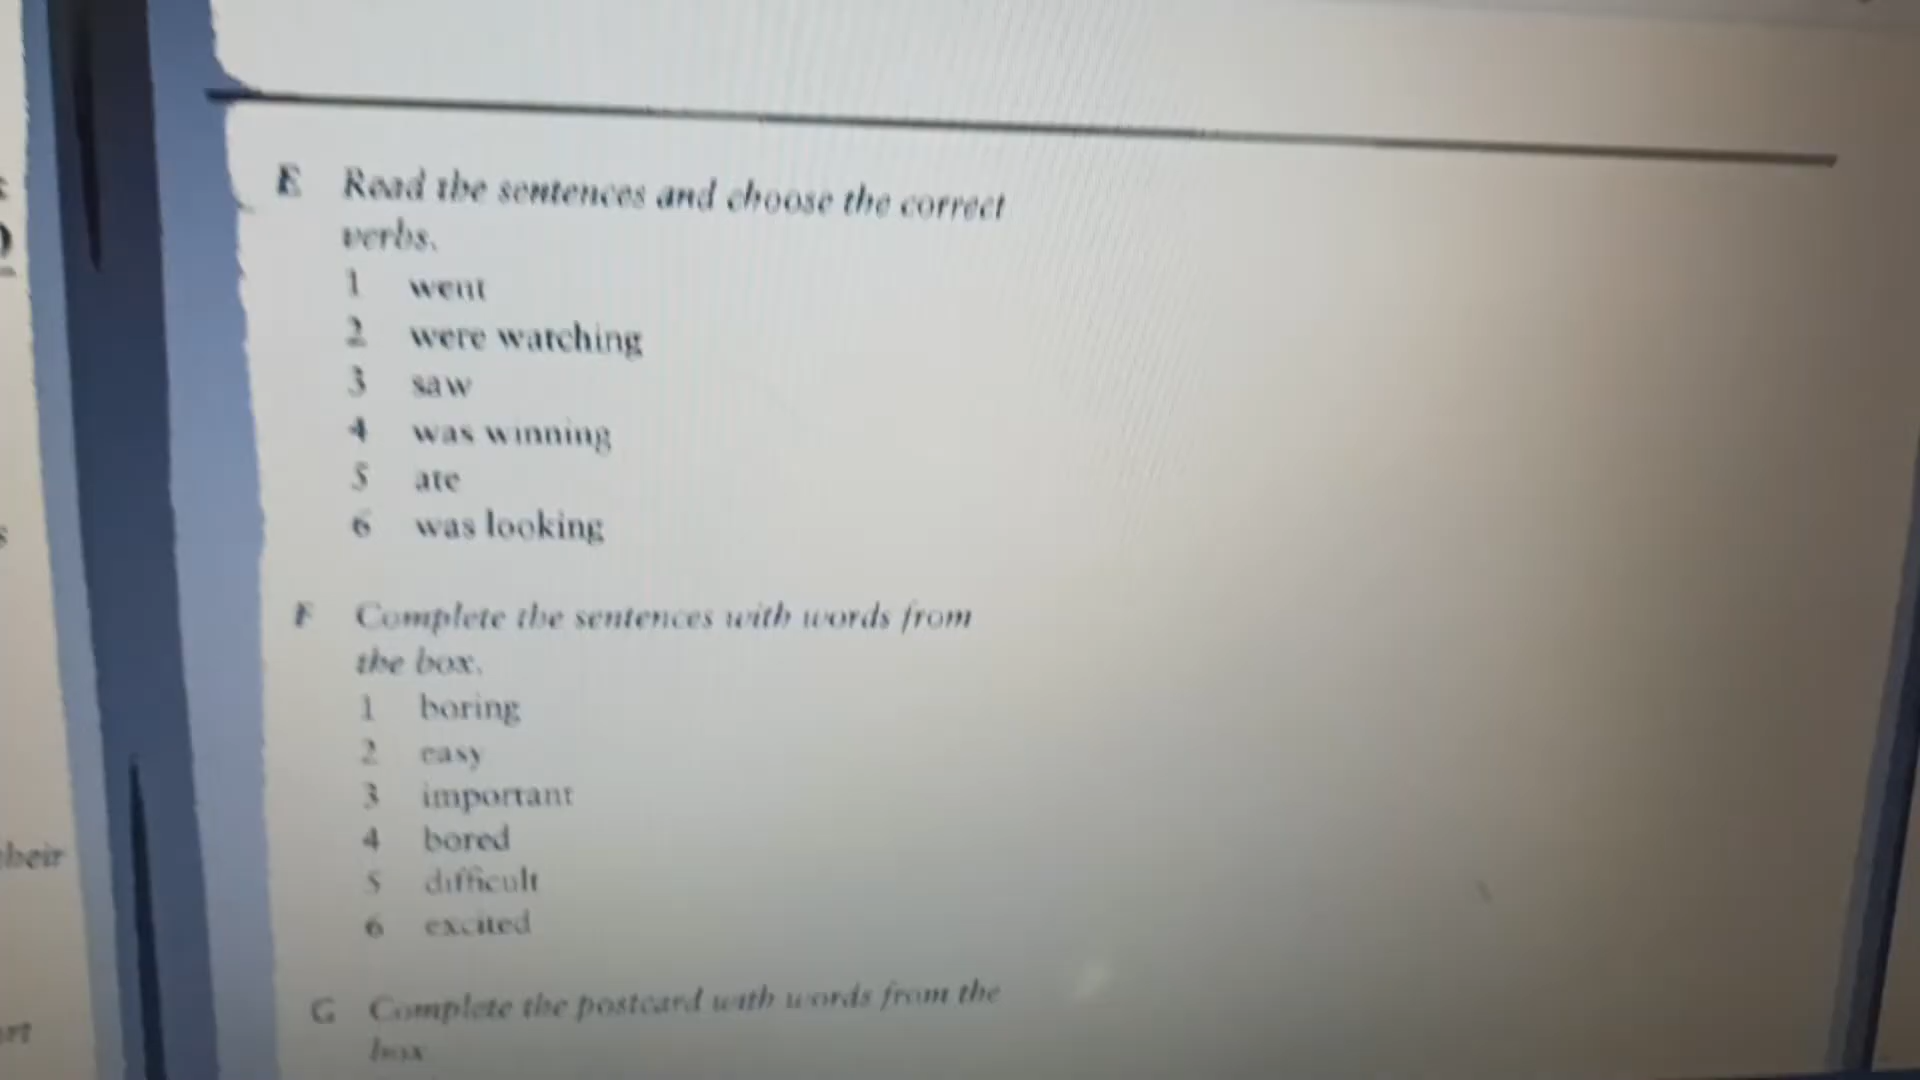 E Read the sentences and choose the correct
verbs.
1 went
2 were watching
3 saw
4 was winning
5 ate
6 was looking
F Complete the sentences with words from
the box.
1 boring
2 easy
3 important
4 bored
5 difficult
6 excited
G Complete the postcard with words from the
box